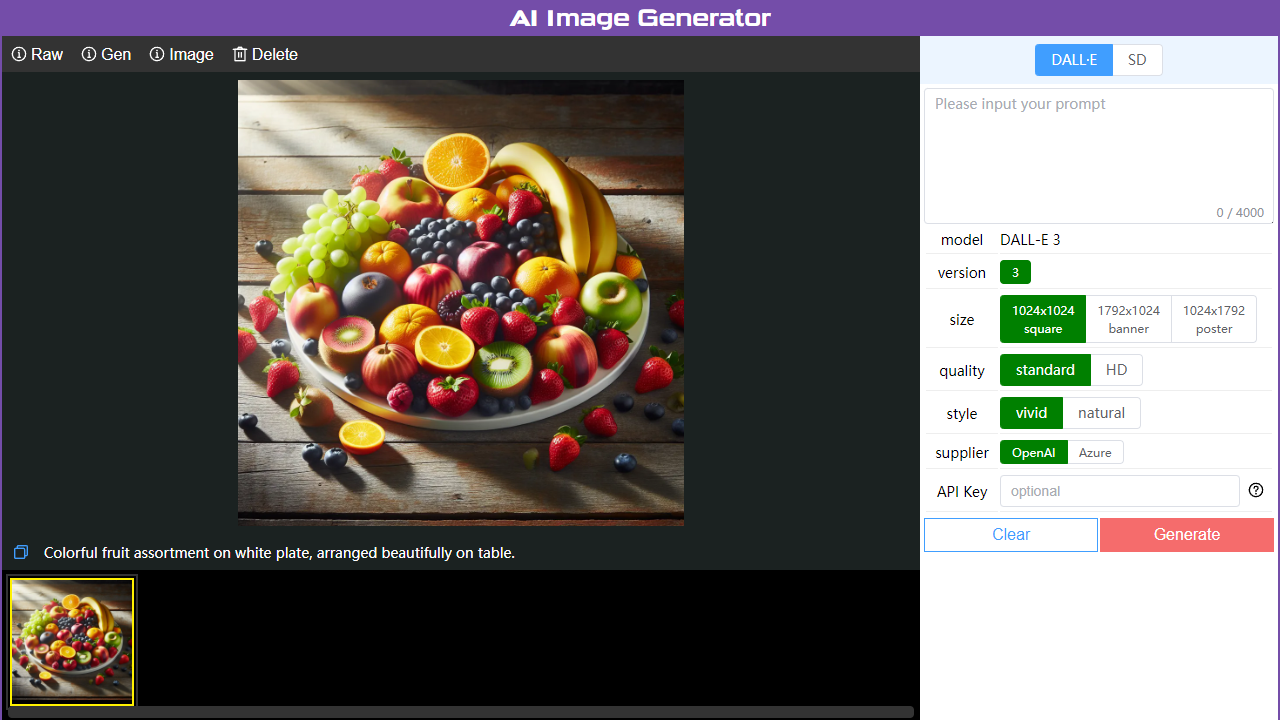 AI Image Generator
Raw Gen Image Delete
DALL·E SD
Please input your prompt
0 / 4000
model DALL-E 3
version 3
size 1024x1024 square 1792x1024 banner 1024x1792 poster
quality standard HD
style vivid natural
supplier OpenAI Azure
API Key optional
Clear Generate
Colorful fruit assortment on white plate, arranged beautifully on table.